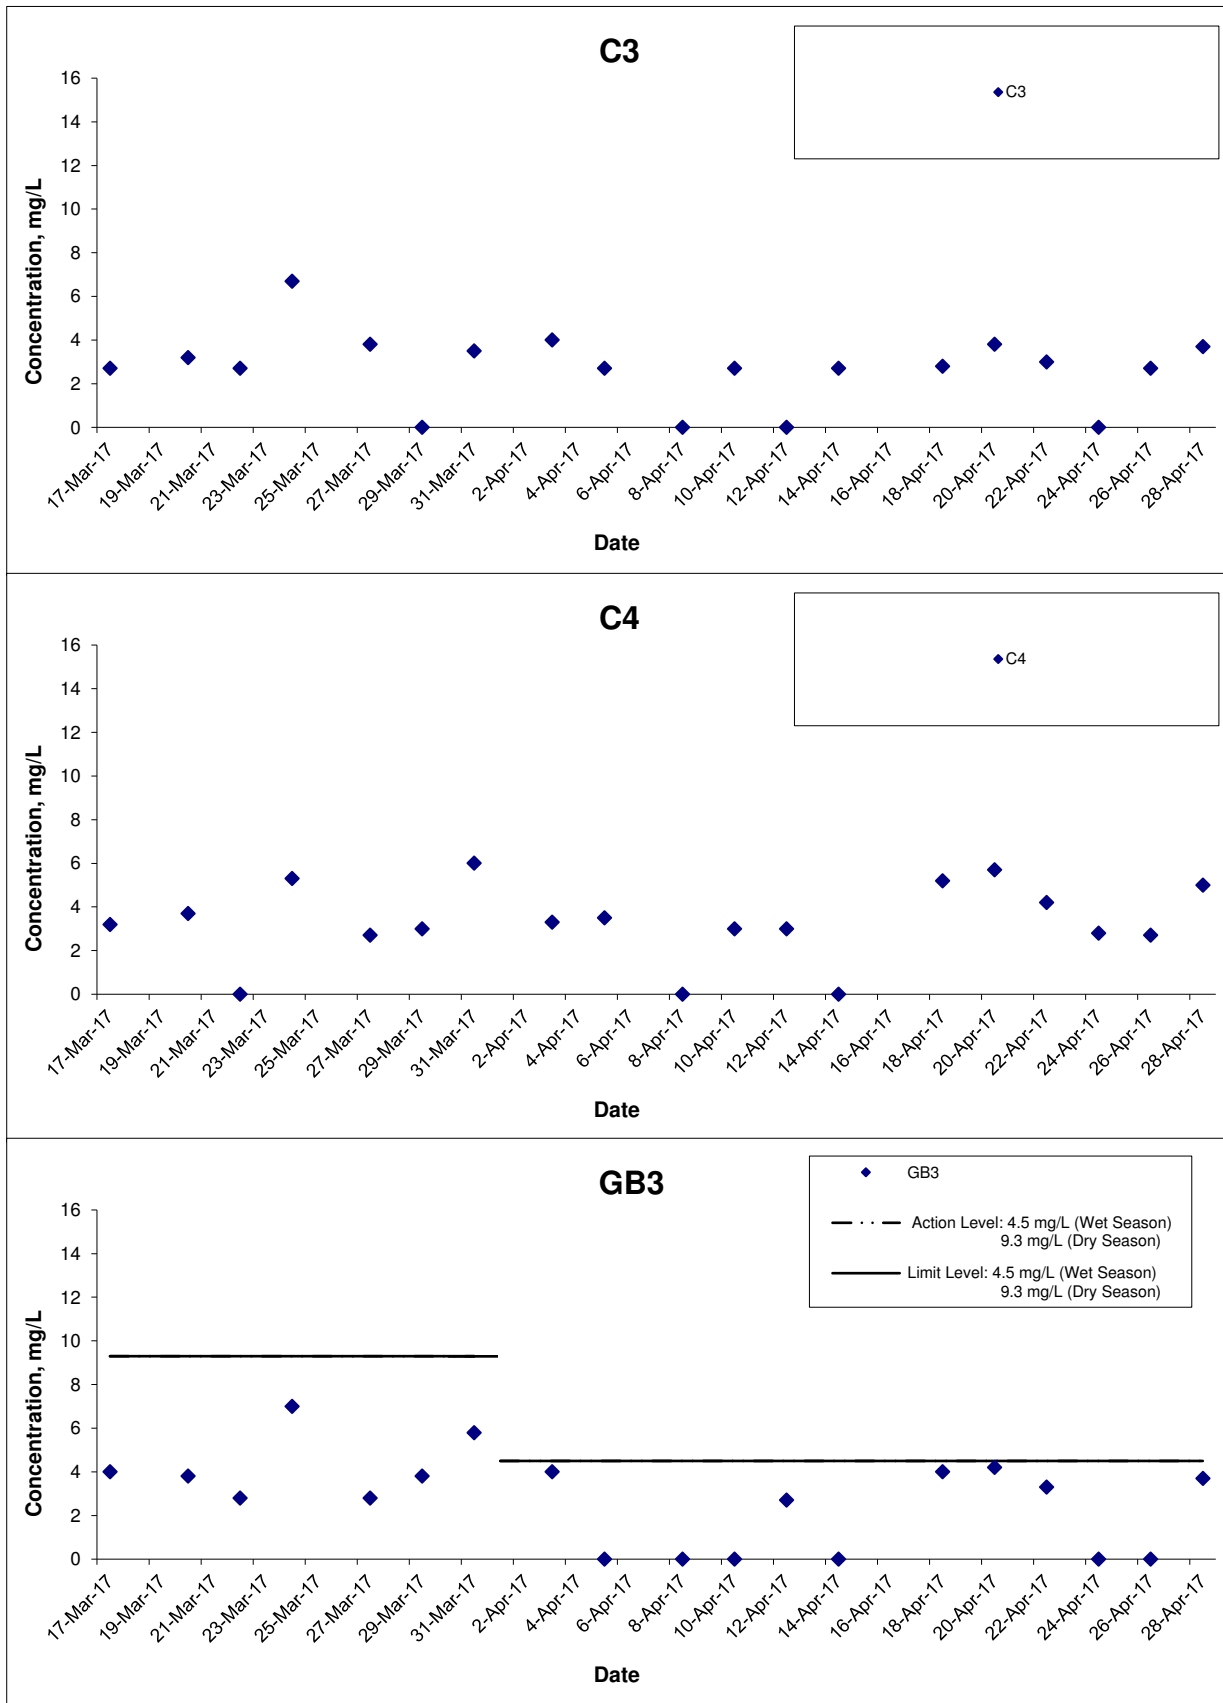 C3
C3
16
14
12
10
8
6
4
2
0
Concentration, mg/L
17-Mar-17
19-Mar-17
21-Mar-17
23-Mar-17
25-Mar-17
27-Mar-17
29-Mar-17
31-Mar-17
2-Apr-17
4-Apr-17
6-Apr-17
8-Apr-17
10-Apr-17
12-Apr-17
14-Apr-17
16-Apr-17
18-Apr-17
20-Apr-17
22-Apr-17
24-Apr-17
26-Apr-17
28-Apr-17
Date
C4
C4
16
14
12
10
8
6
4
2
0
Concentration, mg/L
17-Mar-17
19-Mar-17
21-Mar-17
23-Mar-17
25-Mar-17
27-Mar-17
29-Mar-17
31-Mar-17
2-Apr-17
4-Apr-17
6-Apr-17
8-Apr-17
10-Apr-17
12-Apr-17
14-Apr-17
16-Apr-17
18-Apr-17
20-Apr-17
22-Apr-17
24-Apr-17
26-Apr-17
28-Apr-17
Date
GB3
GB3
Action Level: 4.5 mg/L (Wet Season)
9.3 mg/L (Dry Season)
Limit Level: 4.5 mg/L (Wet Season)
9.3 mg/L (Dry Season)
16
14
12
10
8
6
4
2
0
Concentration, mg/L
17-Mar-17
19-Mar-17
21-Mar-17
23-Mar-17
25-Mar-17
27-Mar-17
29-Mar-17
31-Mar-17
2-Apr-17
4-Apr-17
6-Apr-17
8-Apr-17
10-Apr-17
12-Apr-17
14-Apr-17
16-Apr-17
18-Apr-17
20-Apr-17
22-Apr-17
24-Apr-17
26-Apr-17
28-Apr-17
Date